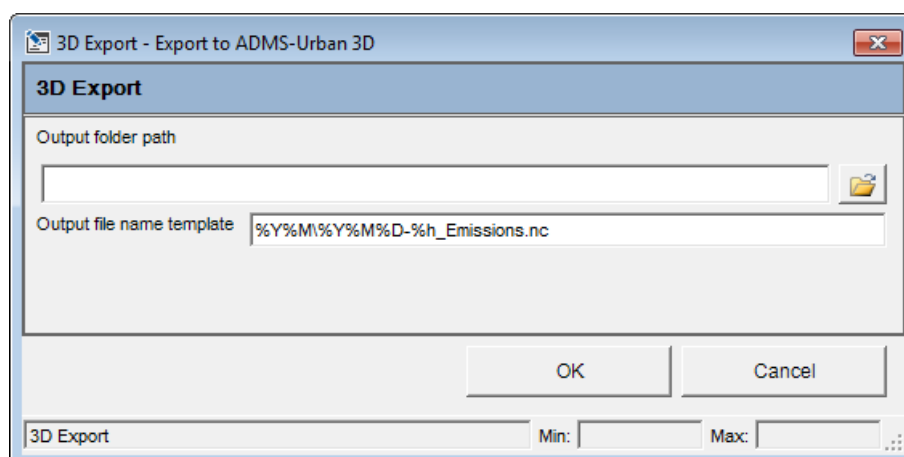 3D Export - Export to ADMS-Urban 3D
3D Export
Output folder path
Output file name template %Y%M\%Y%M%D-%h_Emissions.nc
OK Cancel
3D Export Min: Max: